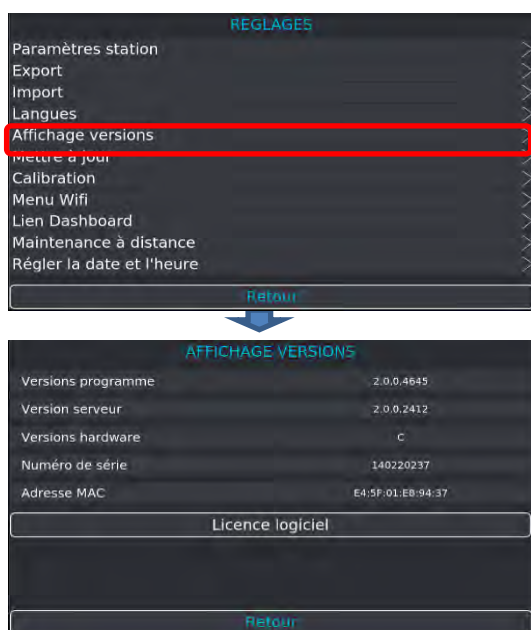 REGLAGES
Paramètres station
Export
Import
Langues
Affichage versions
Mettre à jour
Calibration
Menu Wifi
Lien Dashboard
Maintenance à distance
Régler la date et l'heure
Retour
AFFICHAGE VERSIONS
Versions programme 2.0.0.4645
Version serveur 2.0.0.2412
Versions hardware C
Numéro de série 140220237
Adresse MAC E4:5F:01:E8:94:37
Licence logiciel
Retour